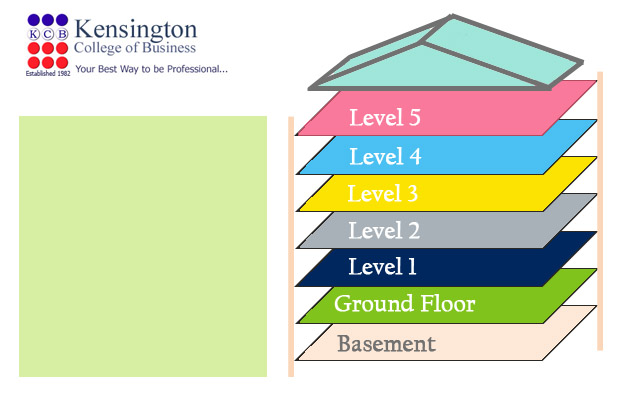 K C B
Kensington
College of Business
Established 1982
Your Best Way to be Professional...
Level 5
Level 4
Level 3
Level 2
Level 1
Ground Floor
Basement